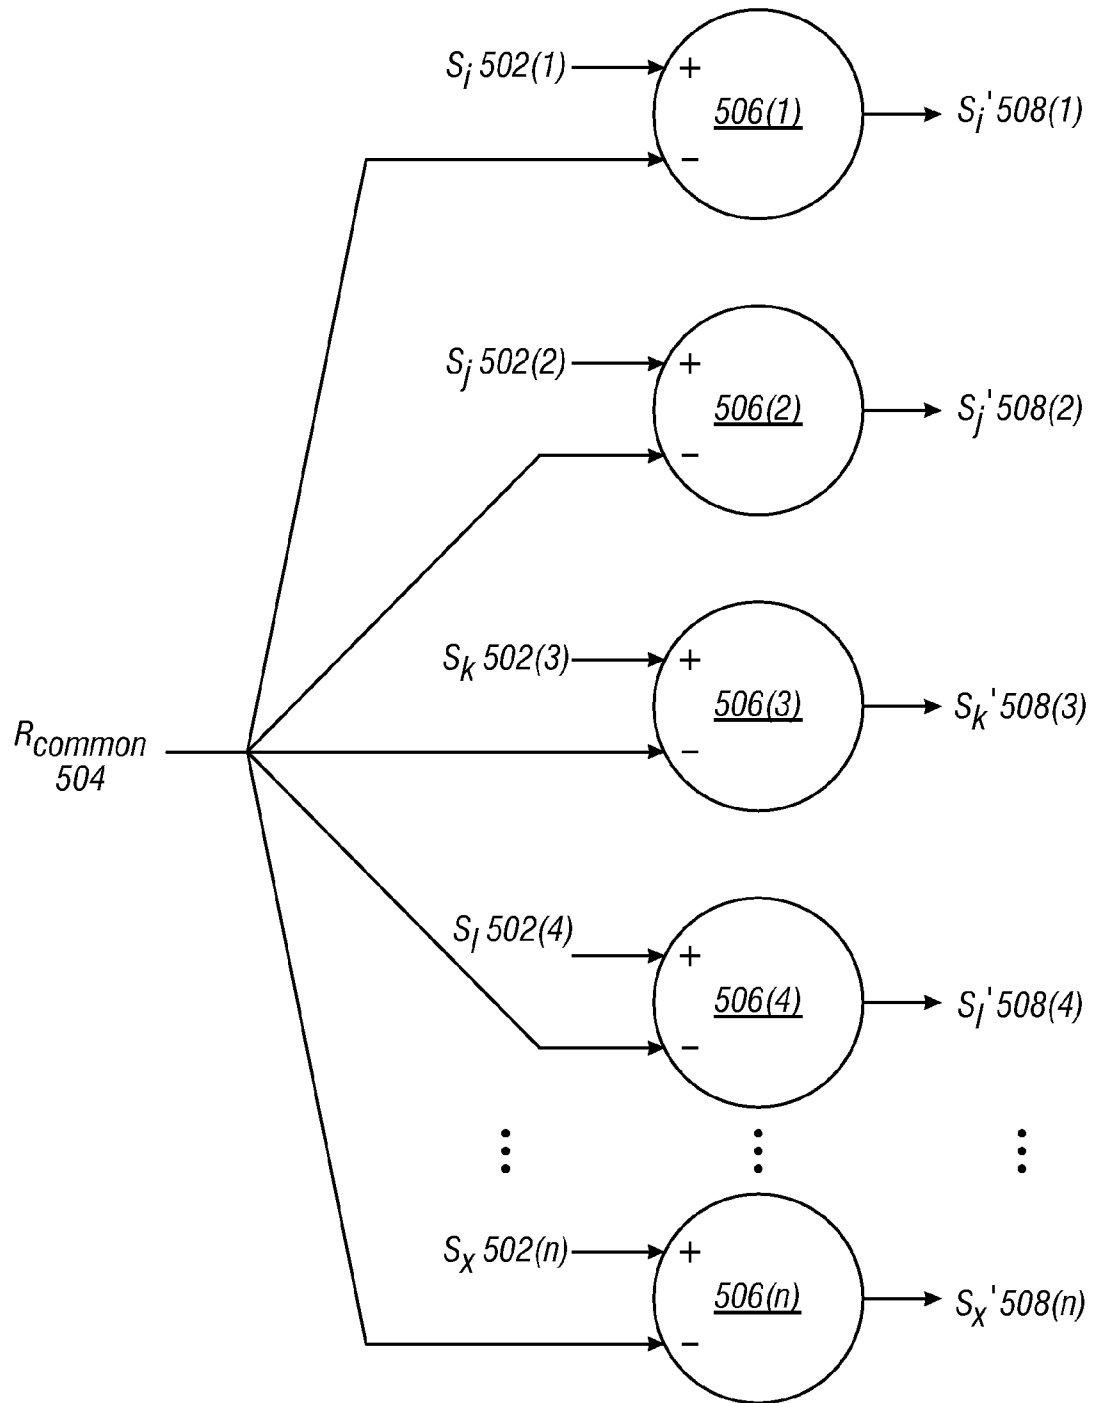 Si 502(1)
+
506(1)
Si' 508(1)
−
Sj 502(2)
+
506(2)
Sj' 508(2)
−
Sk 502(3)
+
506(3)
Sk' 508(3)
−
Rcommon
504
Sl 502(4)
+
506(4)
Sl' 508(4)
−
Sx 502(n)
+
506(n)
Sx' 508(n)
−